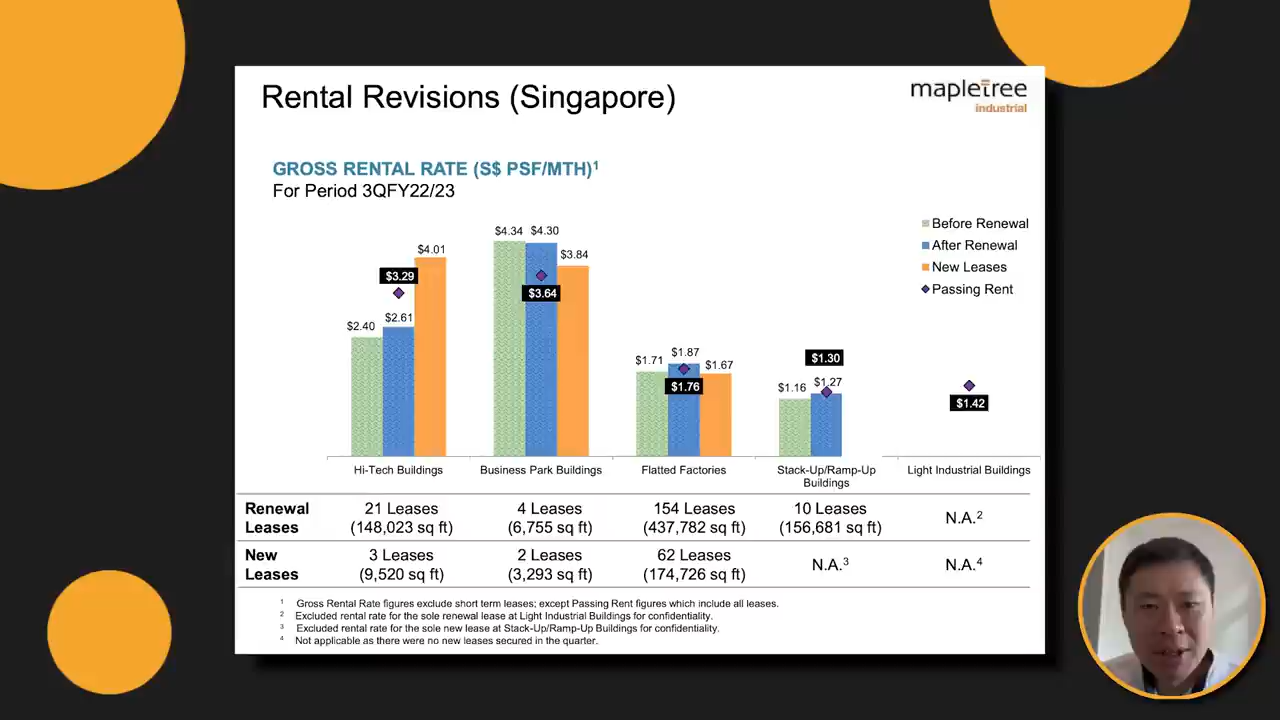 Rental Revisions (Singapore)
mapletree
industrial
GROSS RENTAL RATE (S$ PSF/MTH)¹
For Period 3QFY22/23
Before Renewal
After Renewal
New Leases
Passing Rent
$2.40
$2.61
$3.29
$4.01
$4.34
$4.30
$3.64
$3.84
$1.71
$1.87
$1.76
$1.67
$1.16
$1.27
$1.30
$1.42
Hi-Tech Buildings
Business Park Buildings
Flatted Factories
Stack-Up/Ramp-Up
Buildings
Light Industrial Buildings
Renewal
Leases
21 Leases
(148,023 sq ft)
4 Leases
(6,755 sq ft)
154 Leases
(437,782 sq ft)
10 Leases
(156,681 sq ft)
N.A.²
New
Leases
3 Leases
(9,520 sq ft)
2 Leases
(3,293 sq ft)
62 Leases
(174,726 sq ft)
N.A.³
N.A.⁴
¹ Gross Rental Rate figures exclude short term leases; except Passing Rent figures which include all leases.
² Excluded rental rate for the sole renewal lease at Light Industrial Buildings for confidentiality.
³ Excluded rental rate for the sole new lease at Stack-Up/Ramp-Up Buildings for confidentiality.
⁴ Not applicable as there were no new leases secured in the quarter.